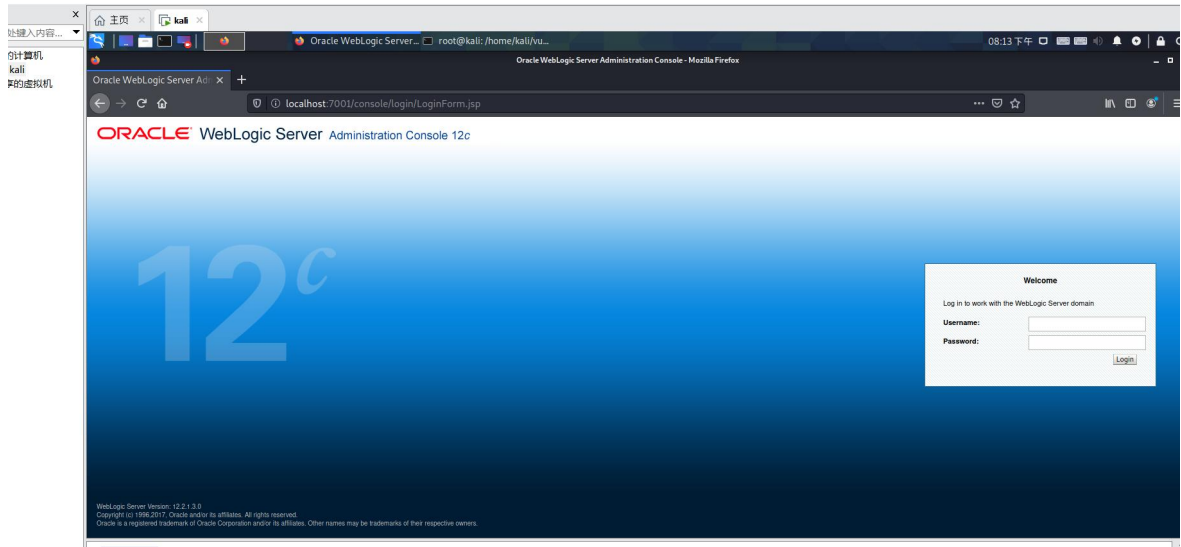 主页
kali
处键入内容...
的计算机
kali
享的虚拟机
Oracle WebLogic Server...
root@kali: /home/kali/vu...
08:13 下午
Oracle WebLogic Server Administration Console - Mozilla Firefox
Oracle WebLogic Server Ad
localhost:7001/console/login/LoginForm.jsp
ORACLE WebLogic Server Administration Console 12c
12c
Welcome
Log in to work with the WebLogic Server domain
Username:
Password:
Login
WebLogic Server Version: 12.2.1.3.0
Copyright (c) 1996,2017, Oracle and/or its affiliates. All rights reserved.
Oracle is a registered trademark of Oracle Corporation and/or its affiliates. Other names may be trademarks of their respective owners.